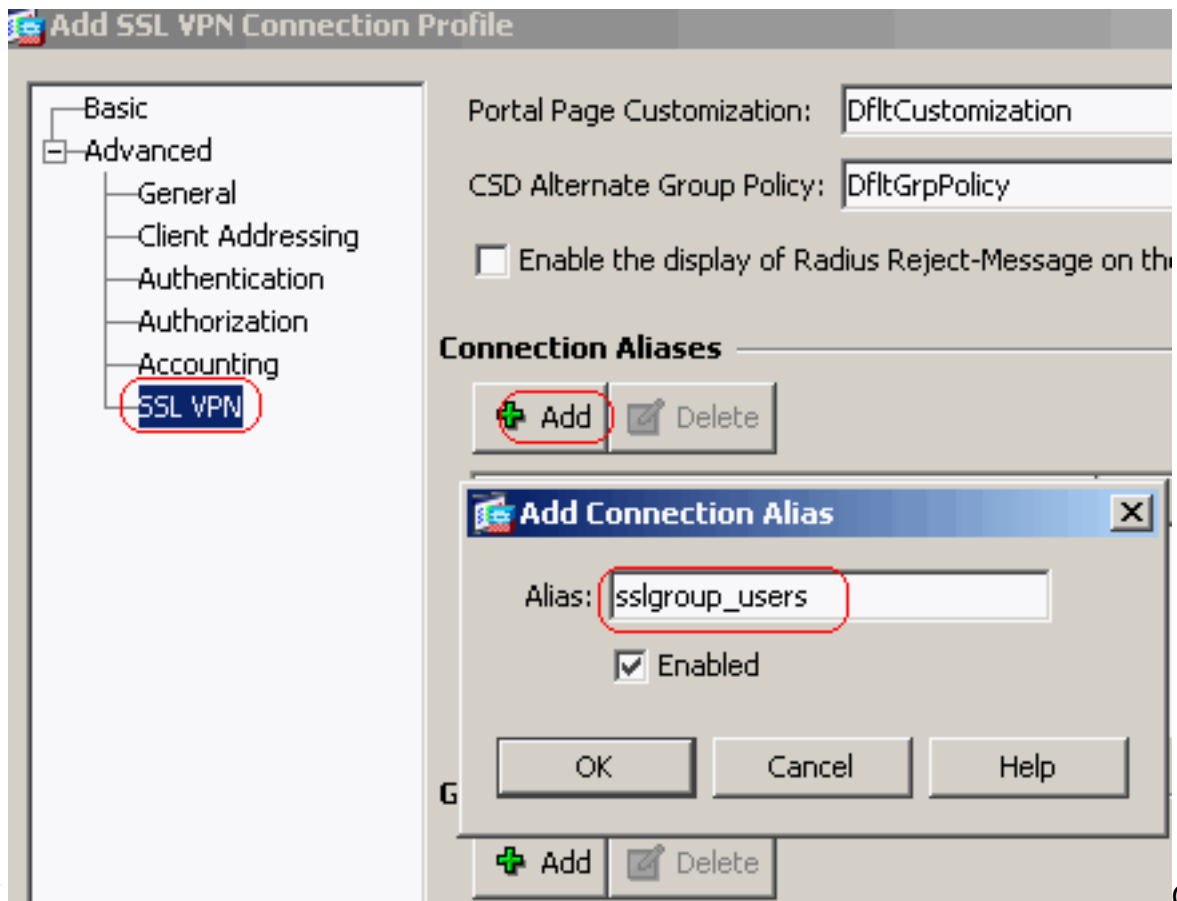 Add SSL VPN Connection Profile
Basic
Advanced
General
Client Addressing
Authentication
Authorization
Accounting
SSL VPN
Portal Page Customization: DfltCustomization
CSD Alternate Group Policy: DfltGrpPolicy
Enable the display of Radius Reject-Message on
Connection Aliases
Add Delete
Add Connection Alias
Alias: sslgroup_users
Enabled
OK Cancel Help
G
Add Delete